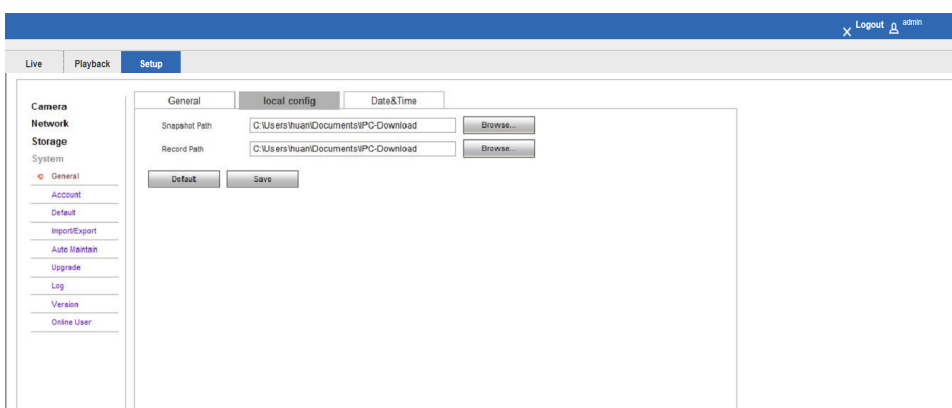 Logout admin
Live Playback Setup
Camera
Network
Storage
System
General
Account
Default
Import/Export
Auto Maintain
Upgrade
Log
Version
Online User
General local config Date&Time
Snapshot Path C:\Users\huan\Documents\IPC-Download Browse...
Record Path C:\Users\huan\Documents\IPC-Download Browse...
Default Save